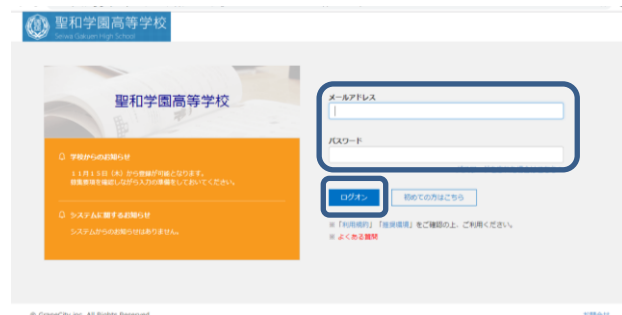 聖和学園高等学校
Seiwa Gakuen High School
聖和学園高等学校
学校からのお知らせ
11月15日（水）から登録が可能となります。
募集要項を確認しながら入力の準備をしておいてください。
システムに関するお知らせ
システムからのお知らせはありません。
メールアドレス
パスワード
ログオン
初めての方はこちら
※「利用規約」「推奨環境」をご確認の上、ご利用ください。
※ よくある質問